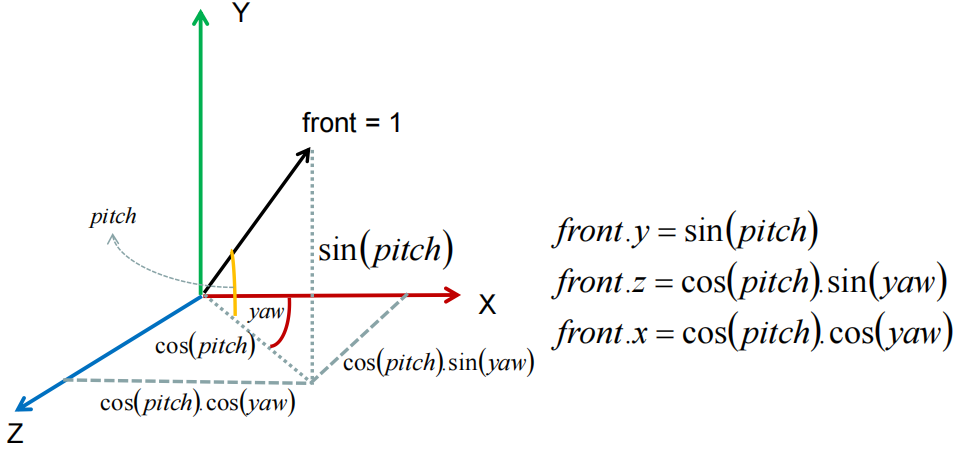 Y
front = 1
pitch
sin(pitch)
X
yaw
cos(pitch)
cos(pitch).sin(yaw)
cos(pitch).cos(yaw)
Z
front.y = sin(pitch)
front.z = cos(pitch).sin(yaw)
front.x = cos(pitch).cos(yaw)